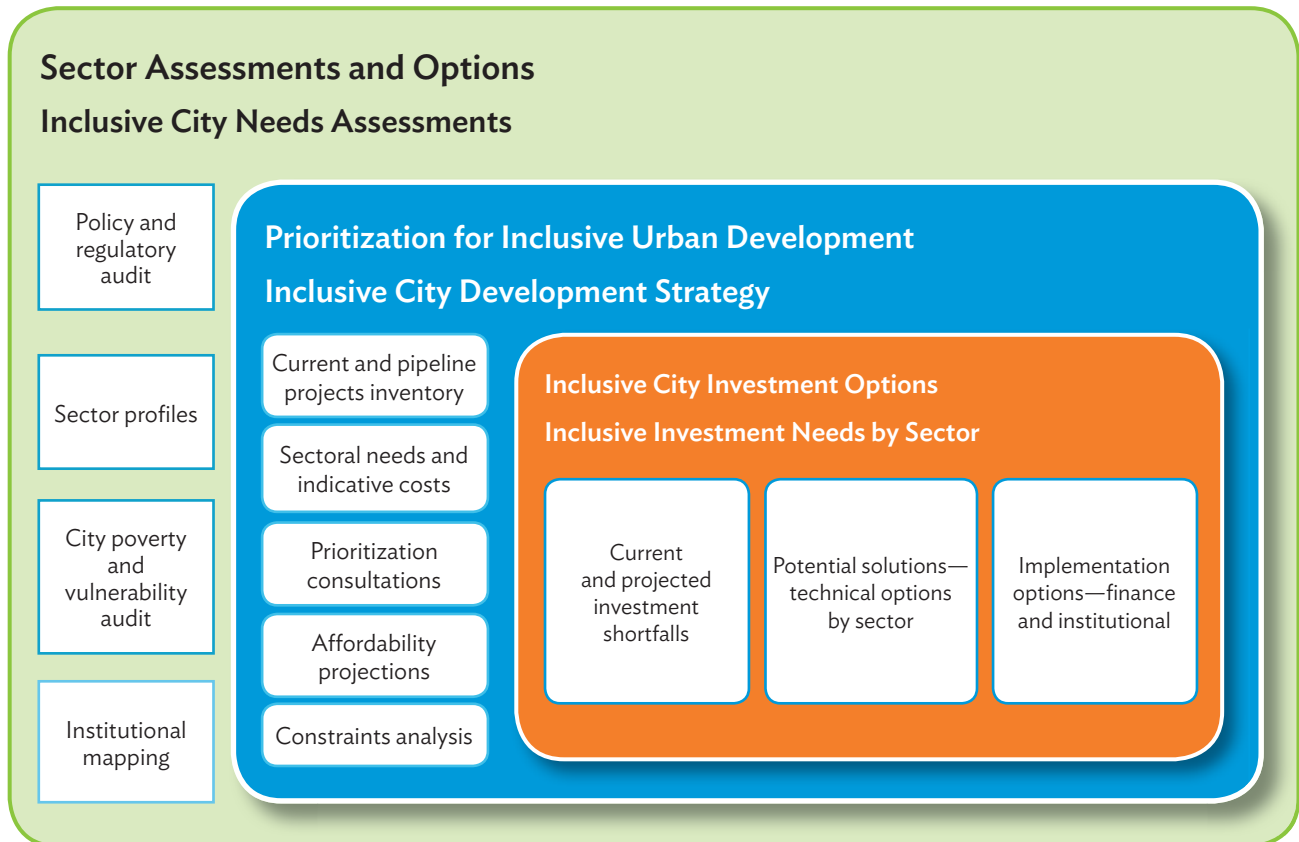 Sector Assessments and Options
Inclusive City Needs Assessments
Policy and
regulatory
audit
Sector profiles
City poverty
and
vulnerability
audit
Institutional
mapping
Prioritization for Inclusive Urban Development
Inclusive City Development Strategy
Current and pipeline
projects inventory
Sectoral needs and
indicative costs
Prioritization
consultations
Affordability
projections
Constraints analysis
Inclusive City Investment Options
Inclusive Investment Needs by Sector
Current
and projected
investment
shortfalls
Potential solutions—
technical options
by sector
Implementation
options—finance
and institutional